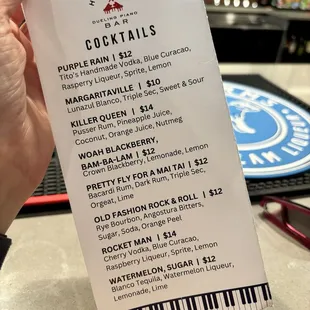 DUELING PIANO
BAR
COCKTAILS
PURPLE RAIN | $12
Tito's Handmade Vodka, Blue Curacao,
Raspberry Liqueur, Sprite, Lemon
MARGARITAVILLE | $10
Lunazul Blanco, Triple Sec, Sweet & Sour
KILLER QUEEN | $14
Pusser Rum, Pineapple Juice,
Coconut, Orange Juice, Nutmeg
WOAH BLACKBERRY,
BAM-BA-LAM | $12
Crown Blackberry, Lemonade, Lemon
PRETTY FLY FOR A MAI TAI | $12
Bacardi Rum, Dark Rum, Triple Sec,
Orgeat, Lime
OLD FASHION ROCK & ROLL | $12
Rye Bourbon, Angostura Bitters,
Sugar, Soda, Orange Peel
ROCKET MAN | $14
Cherry Vodka, Blue Curacao,
Raspberry Liqueur, Sprite, Lemon
WATERMELON, SUGAR | $12
Blanco Tequila, Watermelon Liqueur,
Lemonade, Lime